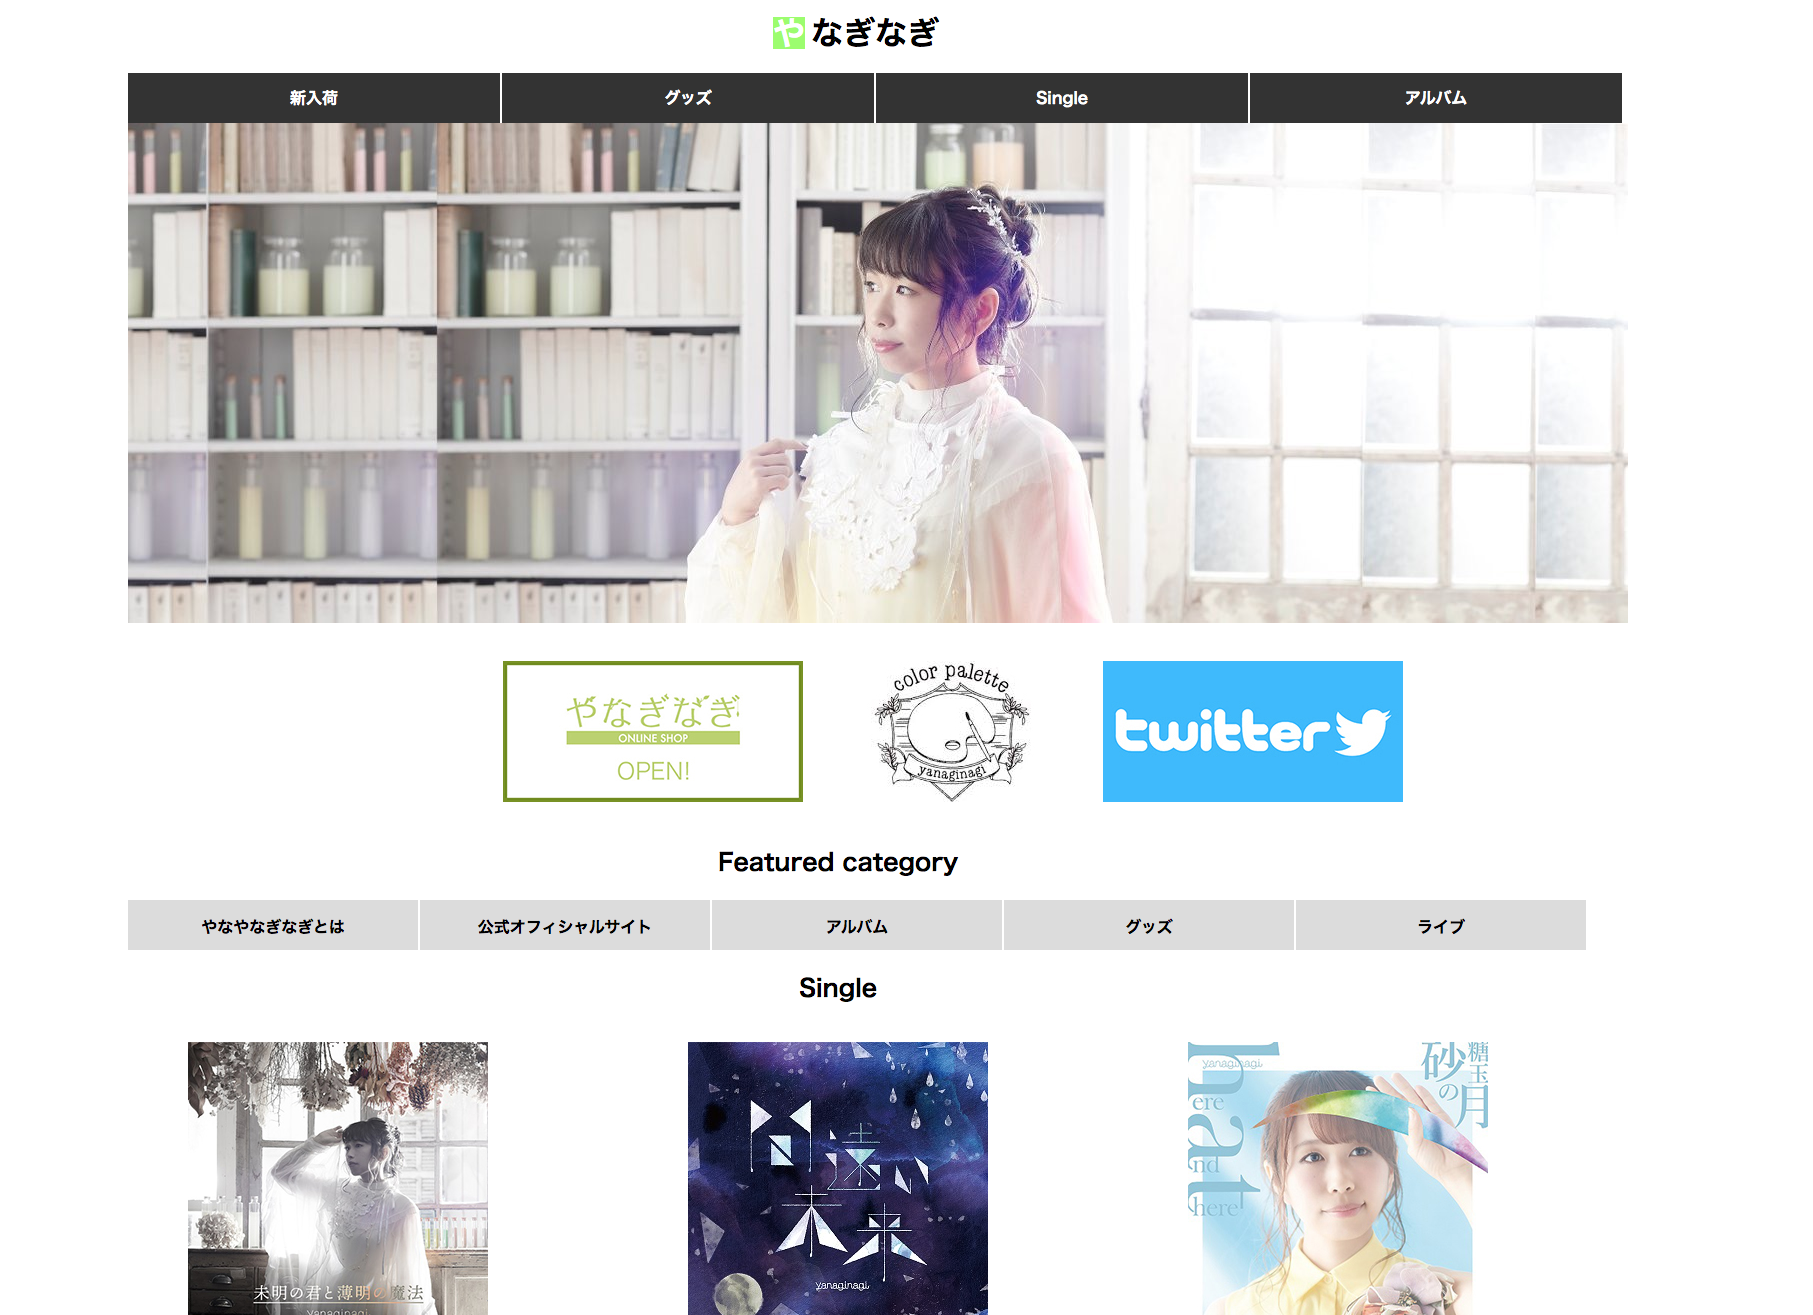 やなぎなぎ
新入荷
グッズ
Single
アルバム
やなぎなぎ
ONLINE SHOP
OPEN!
color palette
yanaginagi
twitter
Featured category
やなやなぎなぎとは
公式オフィシャルサイト
アルバム
グッズ
ライブ
Single
未明の君と薄明の魔法
yanaginagi
間遠い未来
yanaginagi
yanaginagi
here and there
砂糖玉の月